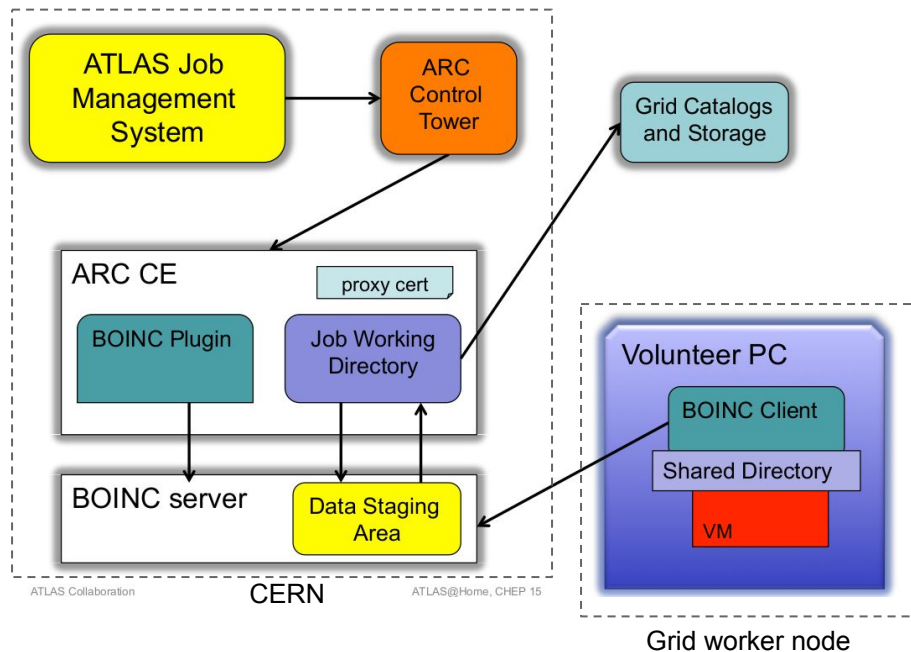 ATLAS Job
Management
System
ARC
Control
Tower
Grid Catalogs
and Storage
ARC CE
proxy cert
BOINC Plugin
Job Working
Directory
Volunteer PC
BOINC Client
Shared Directory
VM
BOINC server
Data Staging
Area
ATLAS Collaboration
CERN
ATLAS@Home, CHEP 15
Grid worker node